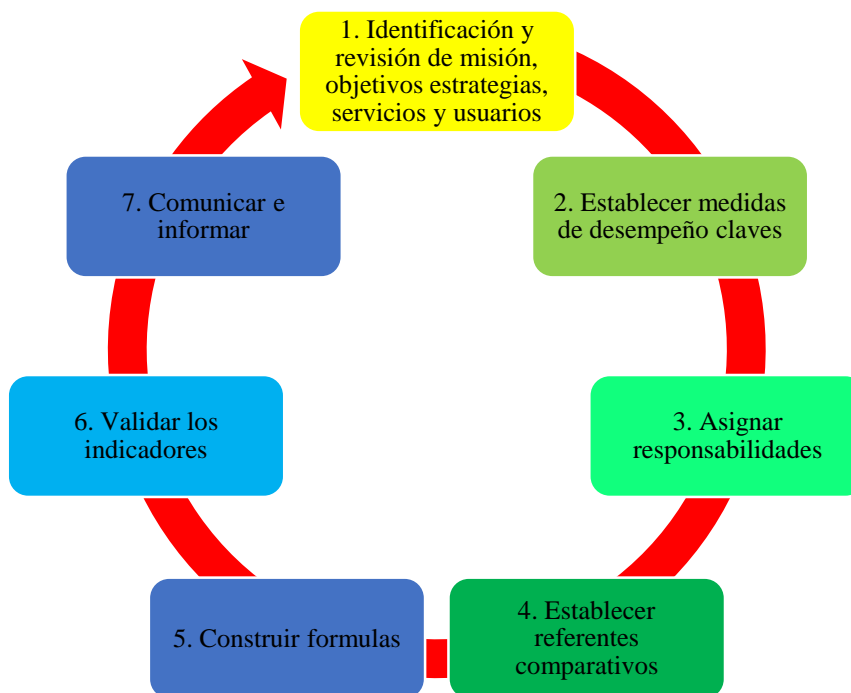 1. Identificación y
revisión de misión,
objetivos estrategias,
servicios y usuarios
2. Establecer medidas
de desempeño claves
3. Asignar
responsabilidades
4. Establecer
referentes
comparativos
5. Construir formulas
6. Validar los
indicadores
7. Comunicar e
informar